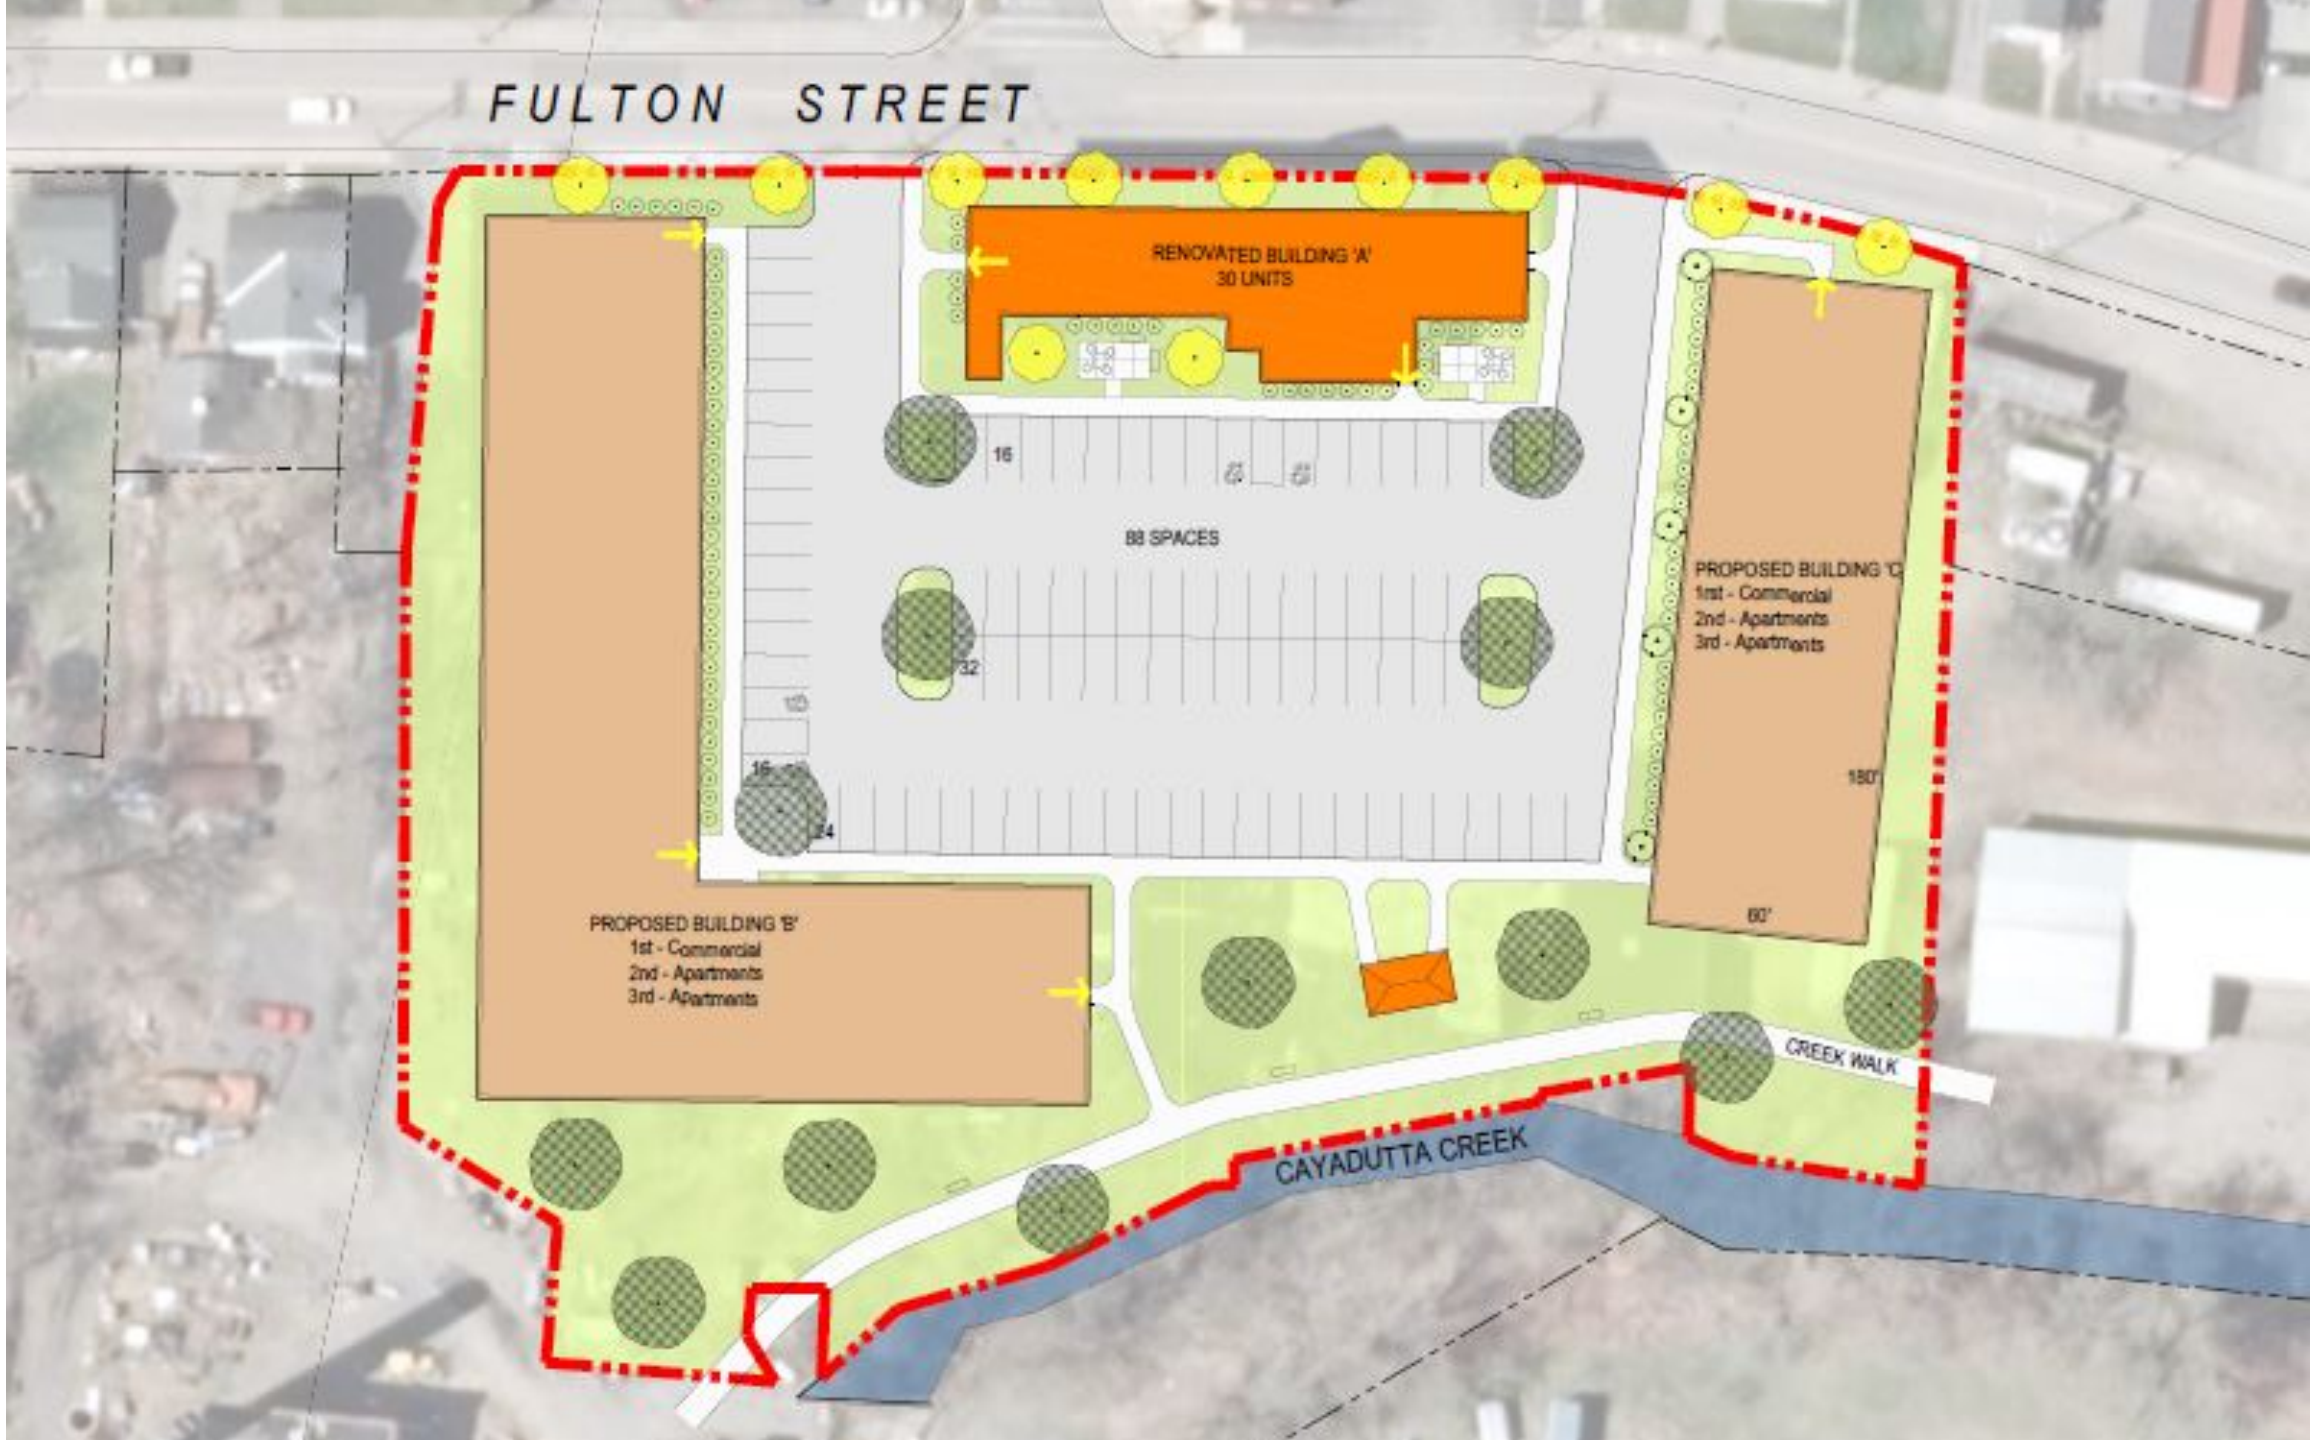 FULTON STREET
RENOVATED BUILDING 'A'
30 UNITS
16
88 SPACES
32
PROPOSED BUILDING 'C
1rst - Commercial
2nd - Apartments
3rd - Apartments
16
180'
24
60'
PROPOSED BUILDING 'B'
1st - Commercial
2nd - Apartments
3rd - Apartments
CREEK WALK
CAYADUTTA CREEK